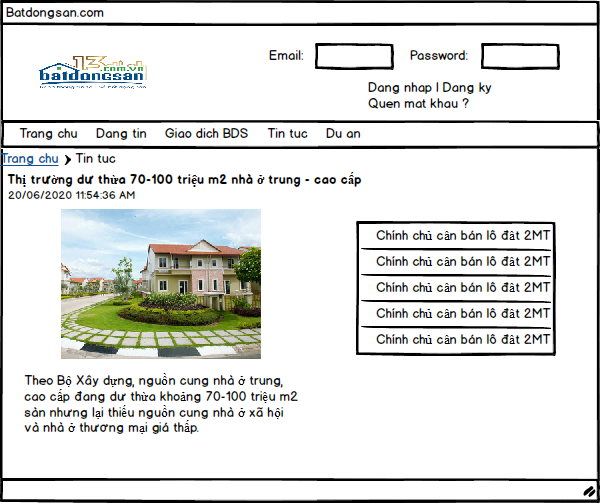 Batdongsan.com
13
.com.vn
batdongsan
Email:
Password:
Dang nhap I Dang ky
Quen mat khau ?
Trang chu Dang tin Giao dich BDS Tin tuc Du an
Trang chu Tin tuc
Thị trường dư thừa 70-100 triệu m2 nhà ở trung - cao cấp
20/06/2020 11:54:36 AM
Chính chủ cần bán lô đất 2MT
Chính chủ cần bán lô đất 2MT
Chính chủ cần bán lô đất 2MT
Chính chủ cần bán lô đất 2MT
Chính chủ cần bán lô đất 2MT
Theo Bộ Xây dựng, nguồn cung nhà ở trung,
cao cấp đang dư thừa khoảng 70-100 triệu m2
sàn nhưng lại thiếu nguồn cung nhà ở xã hội
và nhà ở thương mại giá thấp.